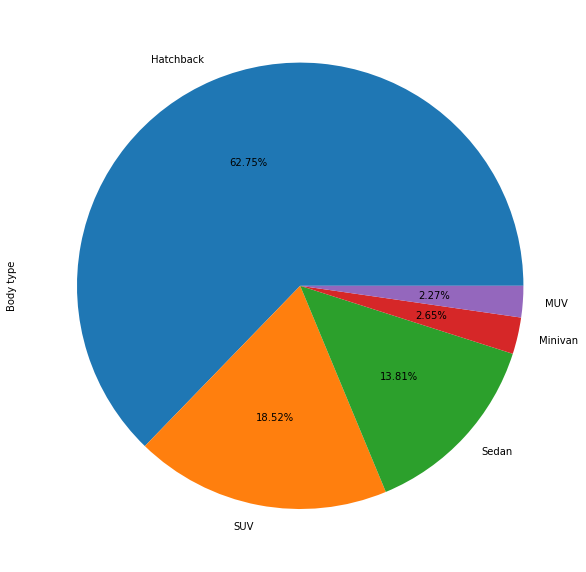 Hatchback
62.75%
Body type
2.27%
MUV
2.65%
Minivan
13.81%
18.52%
Sedan
SUV